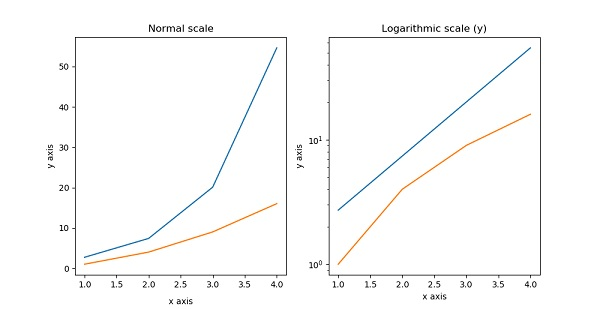 Normal scale
50
40
30
20
10
0
y axis
1.0 1.5 2.0 2.5 3.0 3.5 4.0
x axis
Logarithmic scale (y)
10¹
10⁰
y axis
1.0 1.5 2.0 2.5 3.0 3.5 4.0
x axis